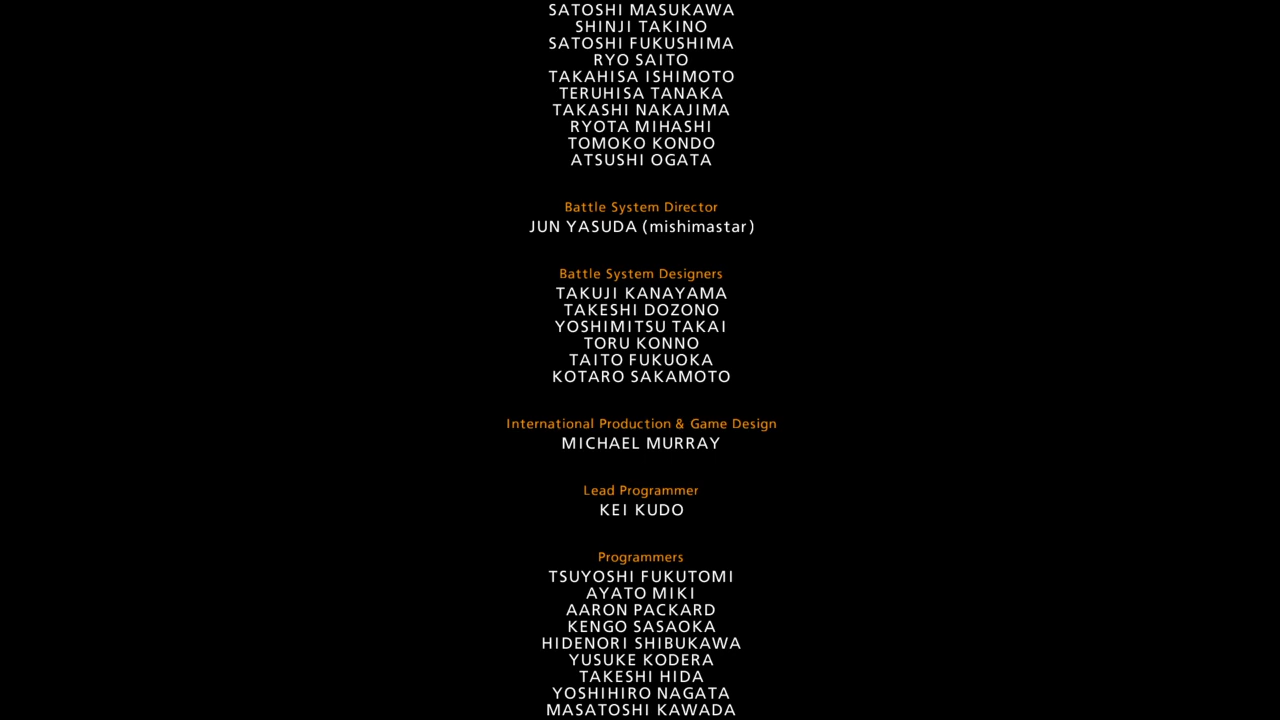 SATOSHI MASUKAWA
SHINJI TAKINO
SATOSHI FUKUSHIMA
RYO SAITO
TAKAHISA ISHIMOTO
TERUHISA TANAKA
TAKASHI NAKAJIMA
RYOTA MIHASHI
TOMOKO KONDO
ATSUSHI OGATA
Battle System Director
JUN YASUDA (mishimastar)
Battle System Designers
TAKUJI KANAYAMA
TAKESHI DOZONO
YOSHIMITSU TAKAI
TORU KONNO
TAITO FUKUOKA
KOTARO SAKAMOTO
International Production & Game Design
MICHAEL MURRAY
Lead Programmer
KEI KUDO
Programmers
TSUYOSHI FUKUTOMI
AYATO MIKI
AARON PACKARD
KENGO SASAOKA
HIDENORI SHIBUKAWA
YUSUKE KODERA
TAKESHI HIDA
YOSHIHIRO NAGATA
MASATOSHI KAWADA